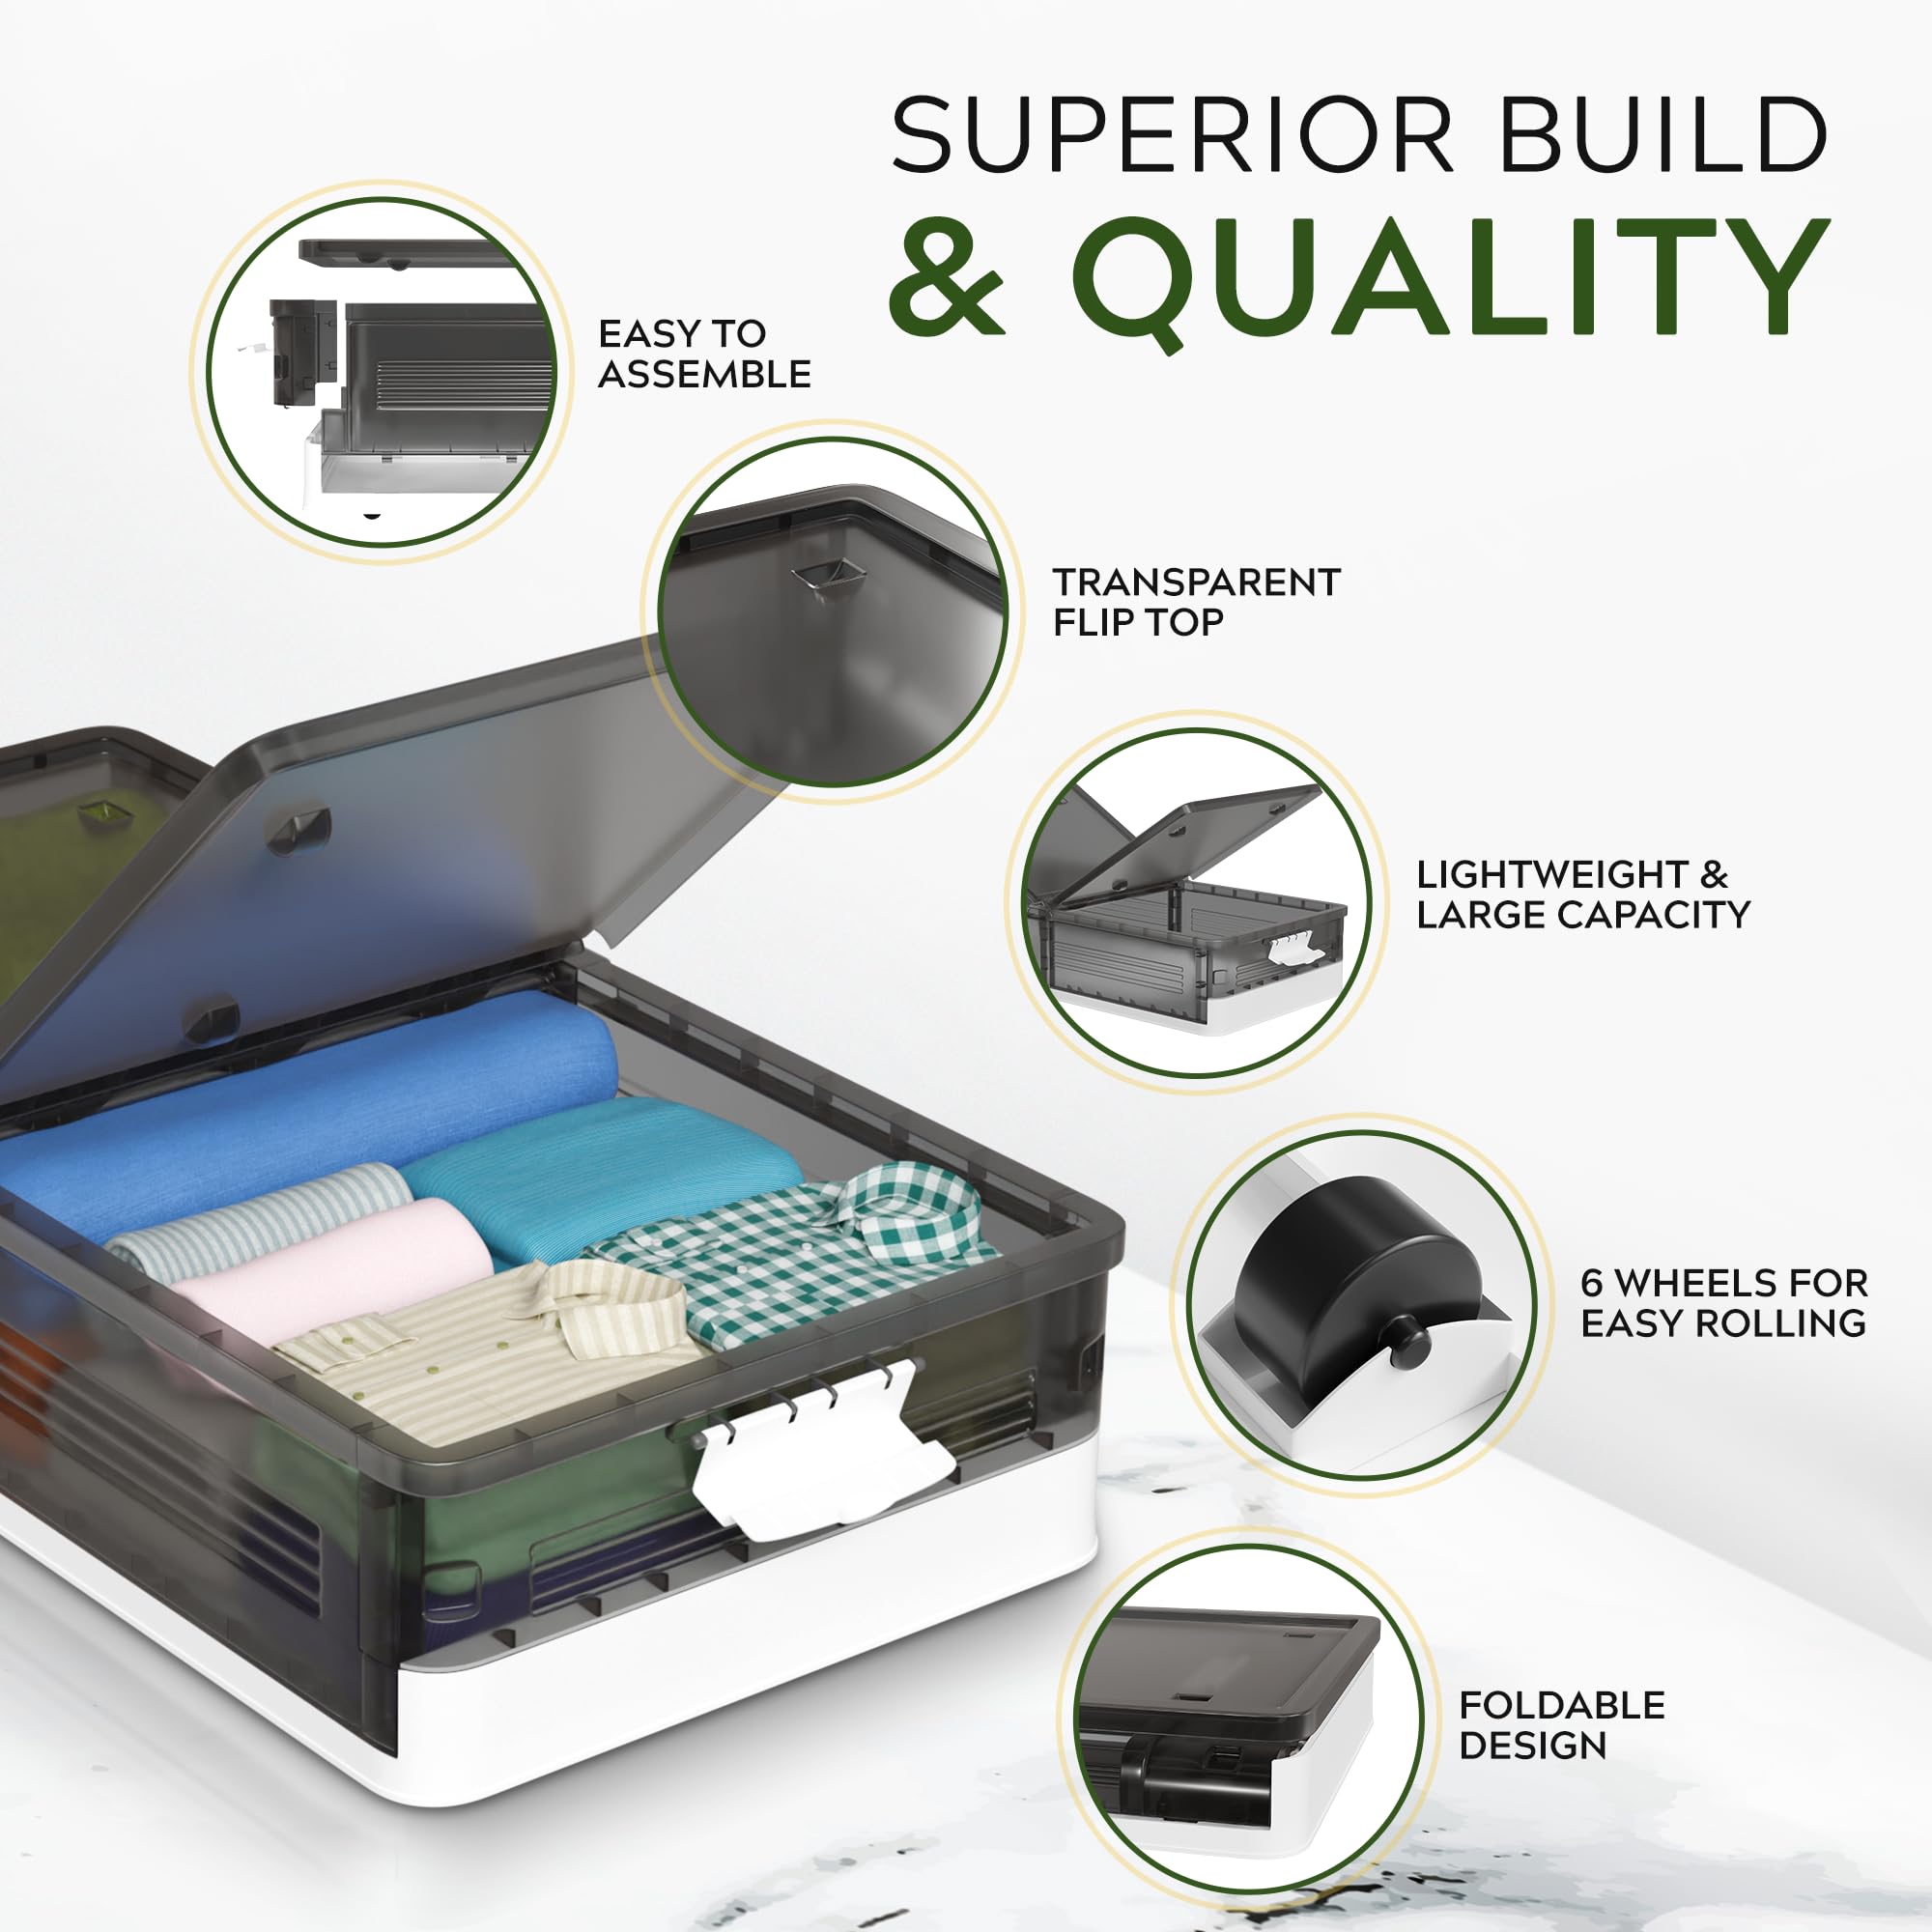 SUPERIOR BUILD
& QUALITY
EASY TO
ASSEMBLE
TRANSPARENT
FLIP TOP
LIGHTWEIGHT &
LARGE CAPACITY
6 WHEELS FOR
EASY ROLLING
FOLDABLE
DESIGN